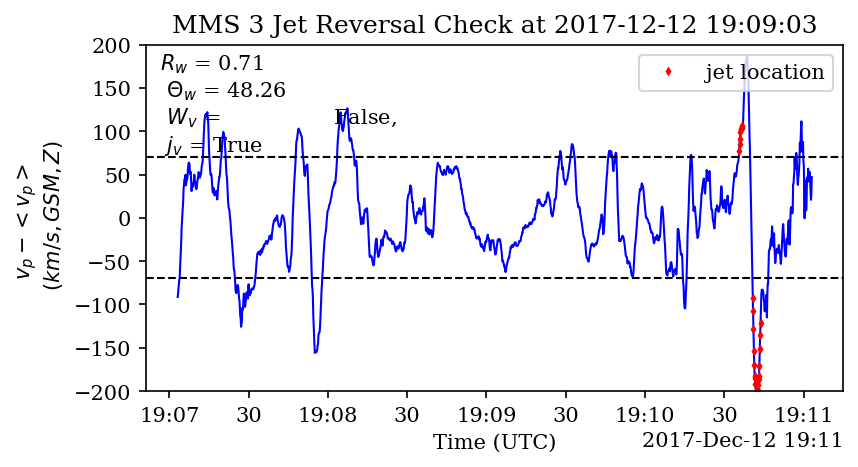 MMS 3 Jet Reversal Check at 2017-12-12 19:09:03
R_w = 0.71
Θ_w = 48.26
W_v = False,
j_v = True
jet location
200
150
100
50
0
−50
−100
−150
−200
v_p − < v_p >
(km/s, GSM, Z)
19:07 30 19:08 30 19:09 30 19:10 30 19:11
Time (UTC)
2017-Dec-12 19:11